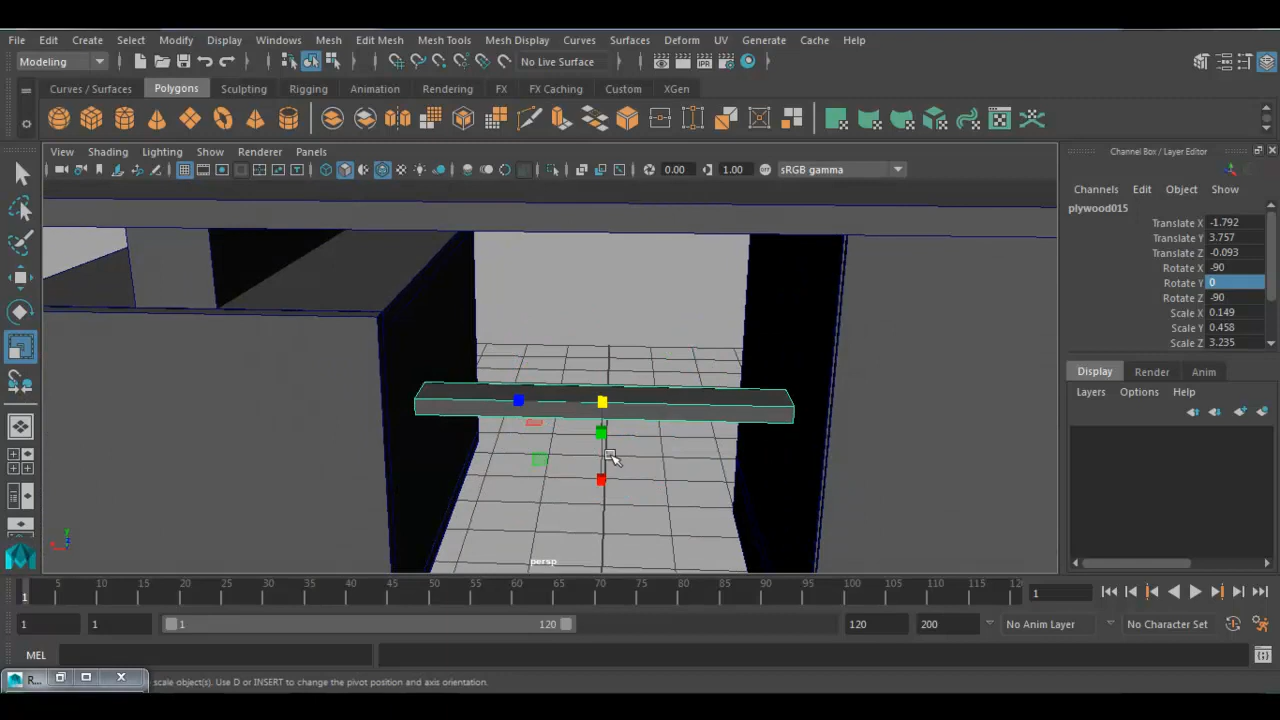 File Edit Create Select Modify Display Windows Mesh Edit Mesh Mesh Tools Mesh Display Curves Surfaces Deform UV Generate Cache Help
Modeling No Live Surface
Curves / Surfaces Polygons Sculpting Rigging Animation Rendering FX FX Caching Custom XGen
View Shading Lighting Show Renderer Panels
Channel Box / Layer Editor
0.00 1.00 sRGB gamma
Channels Edit Object Show
plywood015
Translate X -1.792
Translate Y 3.757
Translate Z -0.093
Rotate X -90
Rotate Y 0
Rotate Z -90
Scale X 0.149
Scale Y 0.458
Scale Z 3.235
Display Render Anim
Layers Options Help
persp
1 5 10 15 20 25 30 35 40 45 50 55 60 65 70 75 80 85 90 95 100 105 110 115 12 1
1 1 1 120 120 200 No Anim Layer No Character Set
MEL
R... scale object(s). Use D or INSERT to change the pivot position and axis orientation.